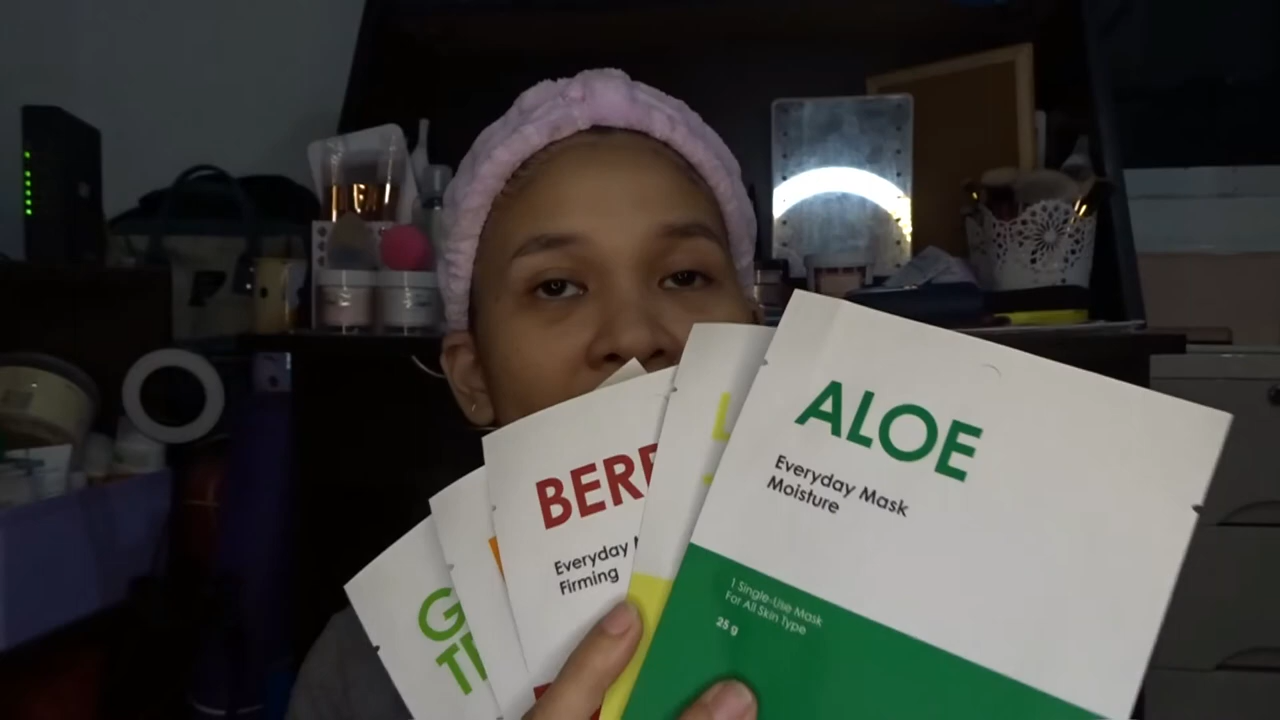 ALOE
Everyday Mask
Moisture
1 Single-Use Mask
For All Skin Type
25 g
Everyday
Firming